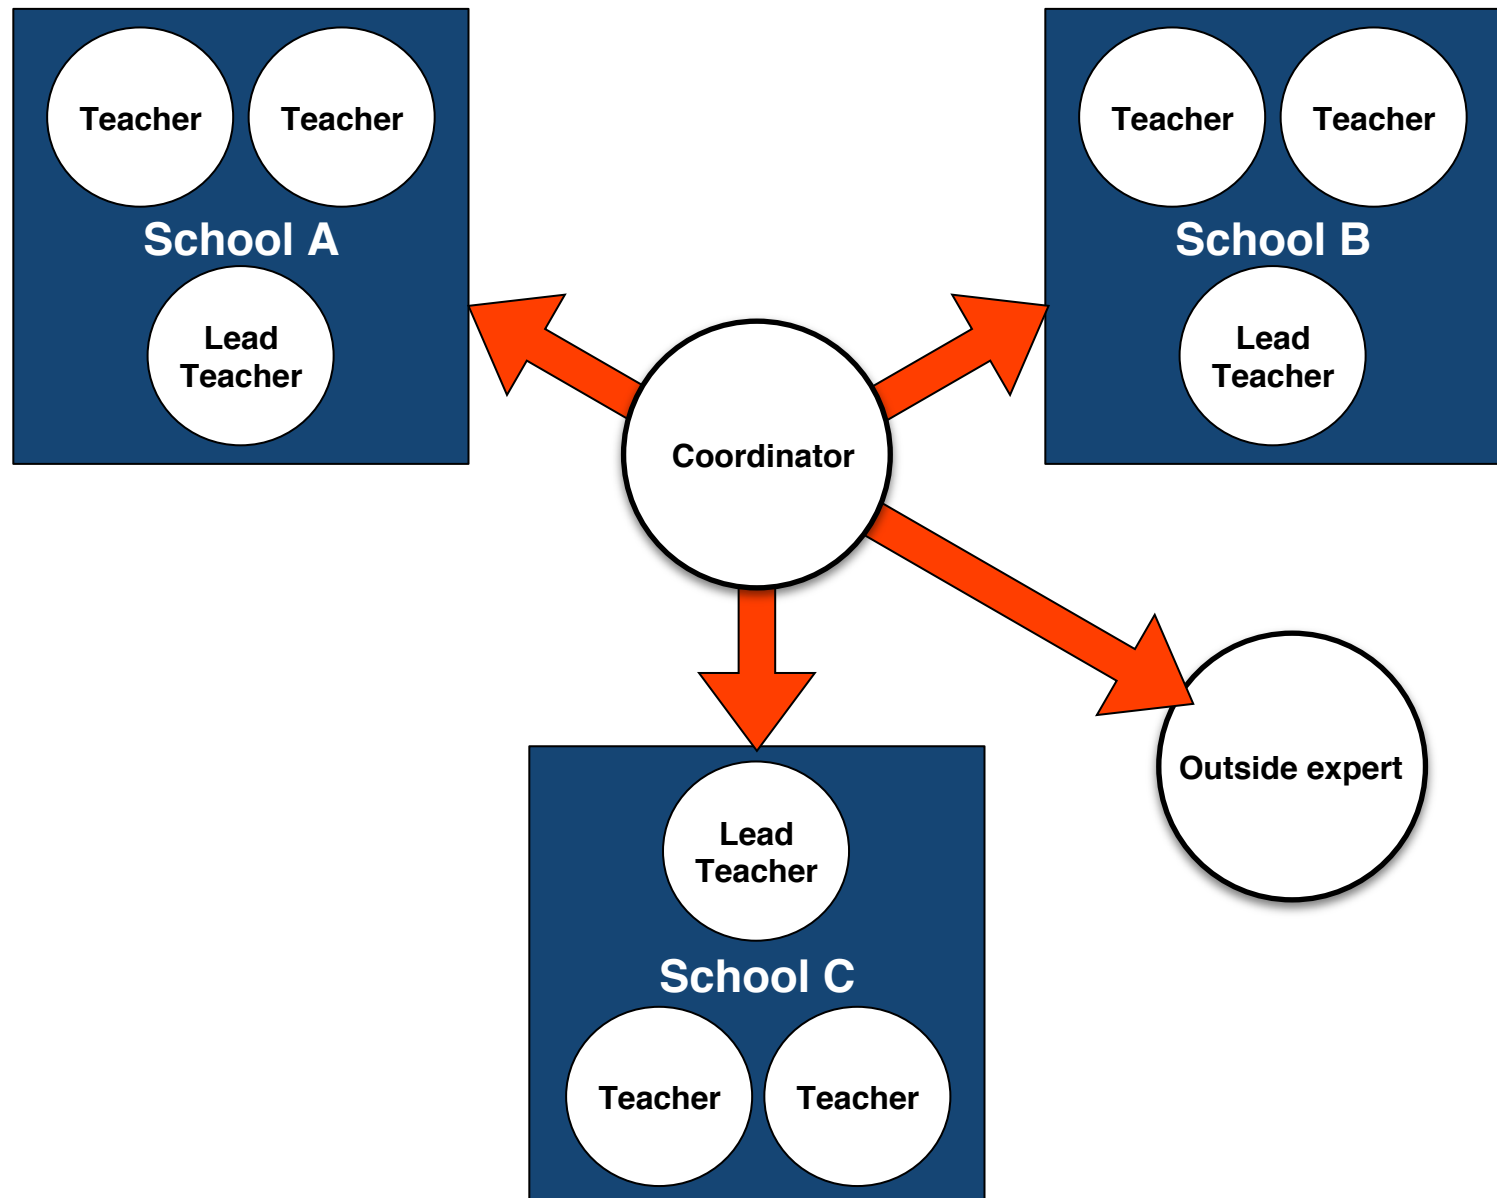 Teacher
Teacher
School A
Lead
Teacher
Teacher
Teacher
School B
Lead
Teacher
Coordinator
Outside expert
Lead
Teacher
School C
Teacher
Teacher